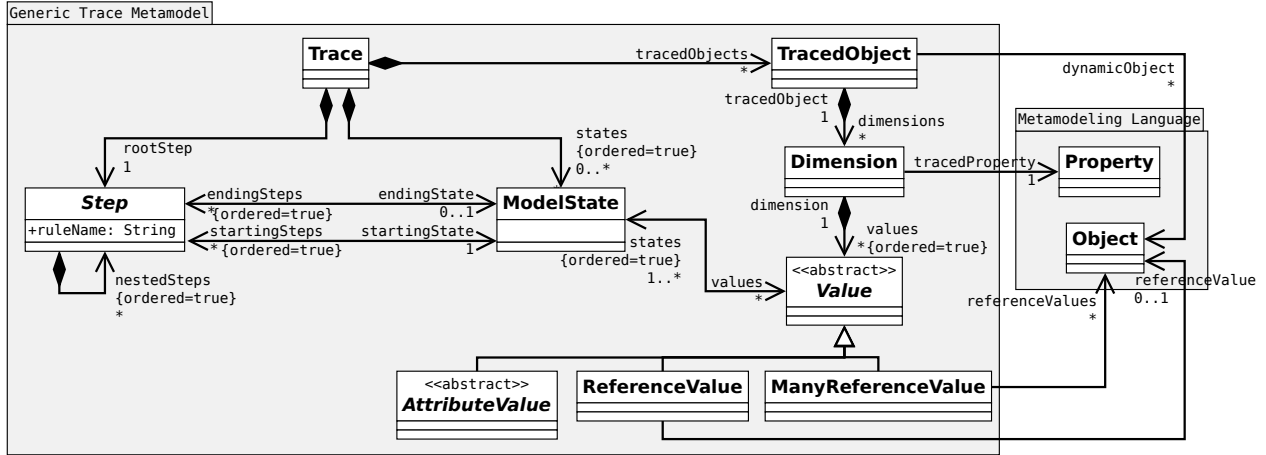 Generic Trace Metamodel
Trace
tracedObjects
*
TracedObject
dynamicObject
*
tracedObject
1
dimensions
*
Metamodeling Language
rootStep
1
states
{ordered=true}
0..*
*
Dimension
tracedProperty
1
Property
Step
+ruleName: String
endingSteps
*
{ordered=true}
endingState
0..1
startingSteps
*
{ordered=true}
startingState
1
ModelState
dimension
1
values
*{ordered=true}
Object
nestedSteps
{ordered=true}
*
states
{ordered=true}
1..*
values
*
<<abstract>>
Value
referenceValues
*
referenceValue
0..1
<<abstract>>
AttributeValue
ReferenceValue
ManyReferenceValue